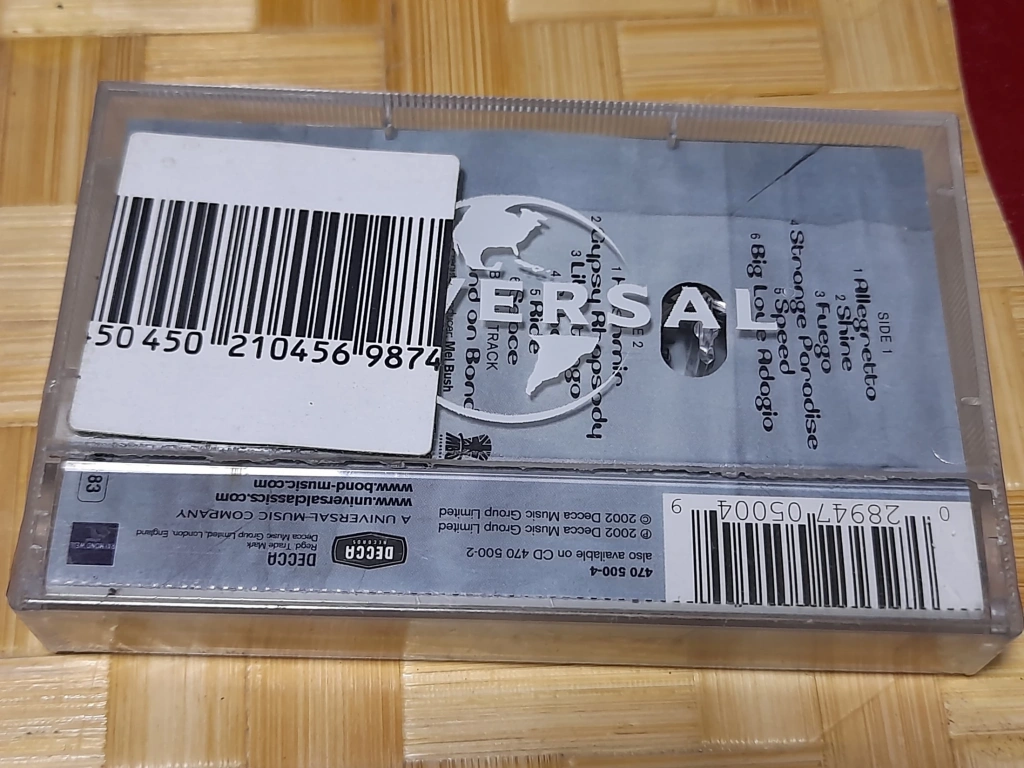 SIDE 1
1 Allegretto
2 Shine
3 Fuego
4 Strange Paradise
5 Speed
6 Big Love Adagio
2 Gypsy Rhapsody
5 Ride
TRACK
Mel Bush
VERSAL
50 450 210456 9874
470 500-4
also available on CD 470 500-2
℗ 2002 Decca Music Group Limited
© 2002 Decca Music Group Limited
DECCA
RECORDS
DECCA
Regd. Trade Mark
Decca Music Group Limited, London, England
A UNIVERSAL MUSIC COMPANY
www.universalclassics.com
www.bond-music.com
83
0 28947 05004 9